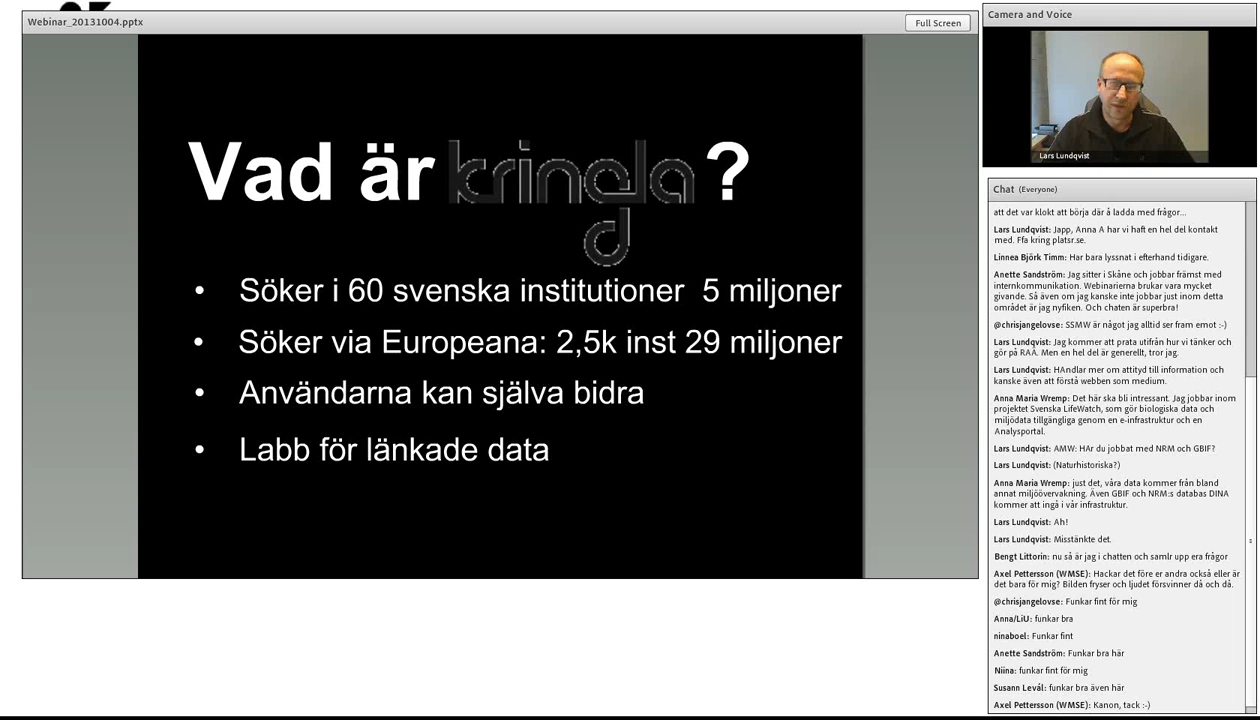 Webinar_20131004.pptx
Full Screen
Vad är kringla ?
• Söker i 60 svenska institutioner 5 miljoner
• Söker via Europeana: 2,5k inst 29 miljoner
• Användarna kan själva bidra
• Labb för länkade data
Camera and Voice
Lars Lundqvist
Chat (Everyone)
att det var klokt att börja där å ladda med frågor...
Lars Lundqvist: Japp, Anna A har vi haft en hel del kontakt
med. Ffa kring platsr.se.
Linnea Björk Timm: Har bara lyssnat i efterhand tidigare.
Anette Sandström: Jag sitter i Skåne och jobbar främst med
internkommunikation. Webinarierna brukar vara mycket
givande. Så även om jag kanske inte jobbar just inom detta
området är jag nyfiken. Och chaten är superbra!
@chrisjangelovse: SSMW är något jag alltid ser fram emot :-)
Lars Lundqvist: Jag kommer att prata utifrån hur vi tänker och
gör på RAÄ. Men en hel del är generellt, tror jag.
Lars Lundqvist: HAndlar mer om attityd till information och
kanske även att förstå webben som medium.
Anna Maria Wremp: Det här ska bli intressant. Jag jobbar inom
projektet Svenska LifeWatch, som gör biologiska data och
miljödata tillgängliga genom en e-infrastruktur och en
Analysportal.
Lars Lundqvist: AMW: HAr du jobbat med NRM och GBIF?
Lars Lundqvist: (Naturhistoriska?)
Anna Maria Wremp: just det, våra data kommer från bland
annat miljöövervakning. Även GBIF och NRM:s databas DINA
kommer att ingå i vår infrastruktur.
Lars Lundqvist: Ah!
Lars Lundqvist: Misstänkte det.
Bengt Littorin: nu så är jag i chatten och samlr upp era frågor
Axel Pettersson (WMSE): Hackar det före er andra också eller är
det bara för mig? Bilden fryser och ljudet försvinner då och då.
@chrisjangelovse: Funkar fint för mig
Anna/LiU: funkar bra
ninaboel: Funkar fint
Anette Sandström: Funkar bra här
Niina: funkar fint för mig
Susann Levál: funkar bra även här
Axel Pettersson (WMSE): Kanon, tack :-)